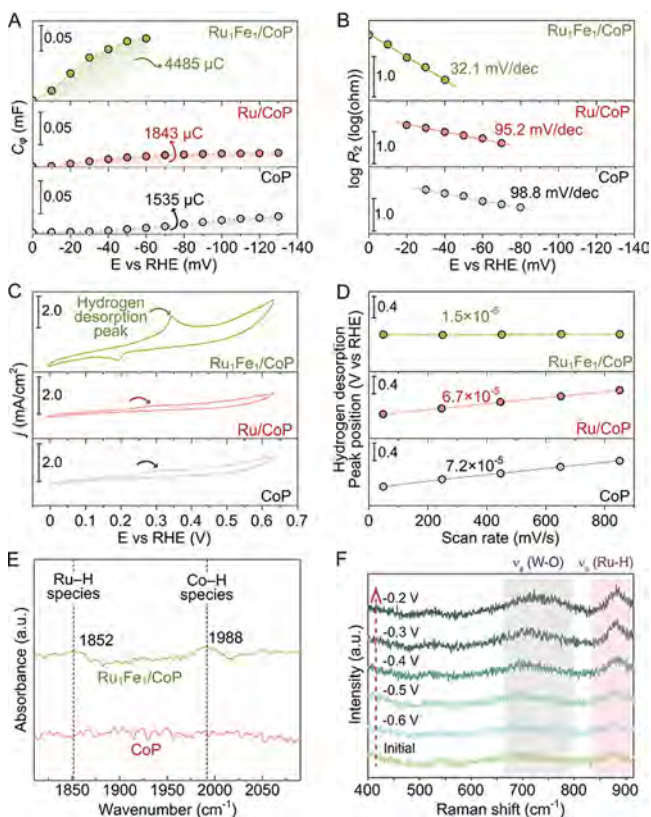 A
0.05
Ru₁Fe₁/CoP
4485 μC
Ru/CoP
0.05
1843 μC
CoP
0.05
1535 μC
Cφ (mF)
0 -20 -40 -60 -80 -100 -120 -140
E vs RHE (mV)
B
Ru₁Fe₁/CoP
1.0
32.1 mV/dec
Ru/CoP
1.0
95.2 mV/dec
CoP
1.0
98.8 mV/dec
log R₂ (log(ohm))
0 -20 -40 -60 -80 -100 -120 -140
E vs RHE (mV)
C
2.0
Hydrogen
desorption
peak
Ru₁Fe₁/CoP
2.0
Ru/CoP
2.0
CoP
j (mA/cm²)
0 0.1 0.2 0.3 0.4 0.5 0.6 0.7
E vs RHE (V)
D
0.4
1.5×10⁻⁵
Ru₁Fe₁/CoP
0.4
6.7×10⁻⁵
Ru/CoP
0.4
7.2×10⁻⁵
CoP
Hydrogen desorption
Peak position (V vs RHE)
0 200 400 600 800
Scan rate (mV/s)
E
Ru–H
species
Co–H
species
1852
1988
Ru₁Fe₁/CoP
CoP
Absorbance (a.u.)
1850 1900 1950 2000 2050
Wavenumber (cm⁻¹)
F
(W-O)
(Ru-H)
-0.2 V
-0.3 V
-0.4 V
-0.5 V
-0.6 V
Initial
Intensity (a.u.)
400 500 600 700 800 900
Raman shift (cm⁻¹)